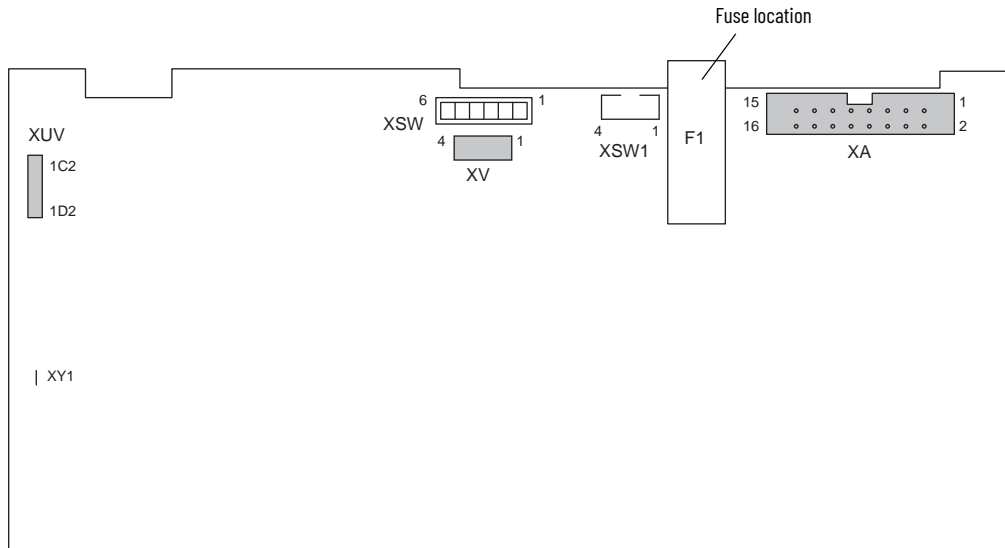 Fuse location
6 1
XSW
4 1
XV
4 1
XSW1
F1
15 1
16 2
XA
XUV
1C2
1D2
XY1